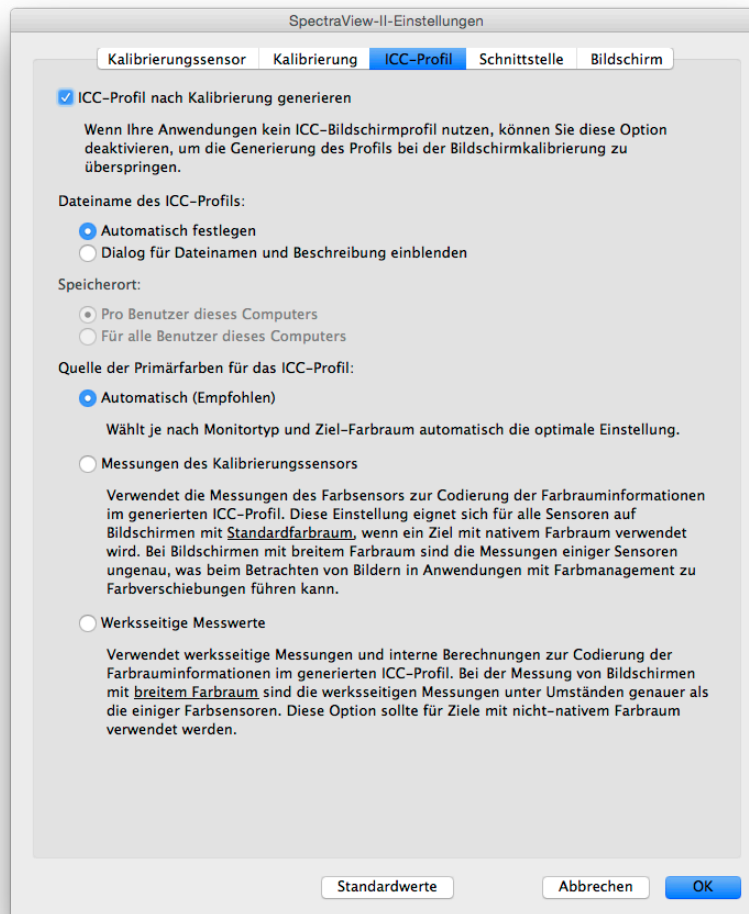 SpectraView-II-Einstellungen
Kalibrierungssensor Kalibrierung ICC-Profil Schnittstelle Bildschirm
ICC-Profil nach Kalibrierung generieren
Wenn Ihre Anwendungen kein ICC-Bildschirmprofil nutzen, können Sie diese Option
deaktivieren, um die Generierung des Profils bei der Bildschirmkalibrierung zu
überspringen.
Dateiname des ICC-Profils:
Automatisch festlegen
Dialog für Dateinamen und Beschreibung einblenden
Speicherort:
Pro Benutzer dieses Computers
Für alle Benutzer dieses Computers
Quelle der Primärfarben für das ICC-Profil:
Automatisch (Empfohlen)
Wählt je nach Monitortyp und Ziel-Farbraum automatisch die optimale Einstellung.
Messungen des Kalibrierungssensors
Verwendet die Messungen des Farbsensors zur Codierung der Farbrauminformationen
im generierten ICC-Profil. Diese Einstellung eignet sich für alle Sensoren auf
Bildschirmen mit Standardfarbraum, wenn ein Ziel mit nativem Farbraum verwendet
wird. Bei Bildschirmen mit breitem Farbraum sind die Messungen einiger Sensoren
ungenau, was beim Betrachten von Bildern in Anwendungen mit Farbmanagement zu
Farbverschiebungen führen kann.
Werksseitige Messwerte
Verwendet werksseitige Messungen und interne Berechnungen zur Codierung der
Farbrauminformationen im generierten ICC-Profil. Bei der Messung von Bildschirmen
mit breitem Farbraum sind die werksseitigen Messungen unter Umständen genauer als
die einiger Farbsensoren. Diese Option sollte für Ziele mit nicht-nativem Farbraum
verwendet werden.
Standardwerte Abbrechen OK